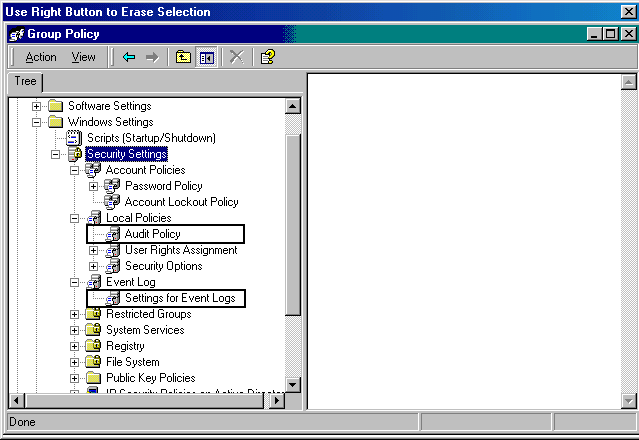 Use Right Button to Erase Selection
Group Policy
Action View
Tree
Software Settings
Windows Settings
Scripts (Startup/Shutdown)
Security Settings
Account Policies
Password Policy
Account Lockout Policy
Local Policies
Audit Policy
User Rights Assignment
Security Options
Event Log
Settings for Event Logs
Restricted Groups
System Services
Registry
File System
Public Key Policies
IP Security Policies on Active Director
Done